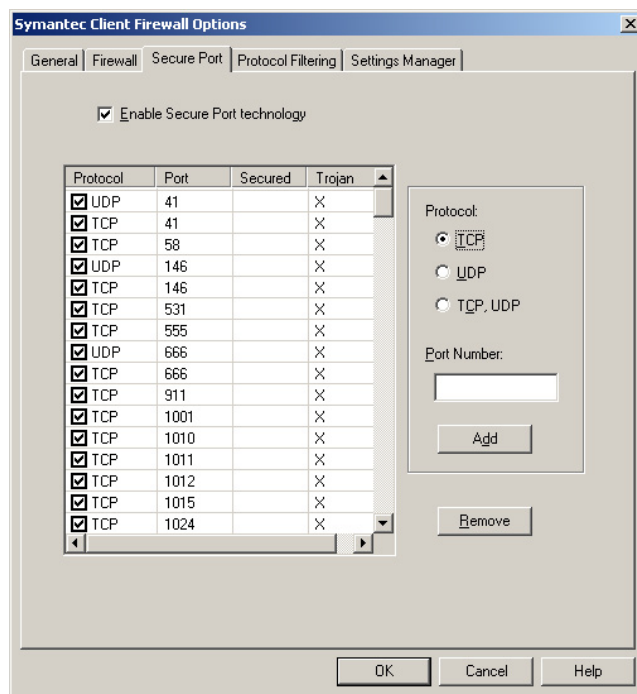 Symantec Client Firewall Options
General Firewall Secure Port Protocol Filtering Settings Manager
Enable Secure Port technology
Protocol Port Secured Trojan
UDP 41 X
TCP 41 X
TCP 58 X
UDP 146 X
TCP 146 X
TCP 531 X
TCP 555 X
UDP 666 X
TCP 666 X
TCP 911 X
TCP 1001 X
TCP 1010 X
TCP 1011 X
TCP 1012 X
TCP 1015 X
TCP 1024 X
Protocol:
TCP
UDP
TCP, UDP
Port Number:
Add
Remove
OK Cancel Help